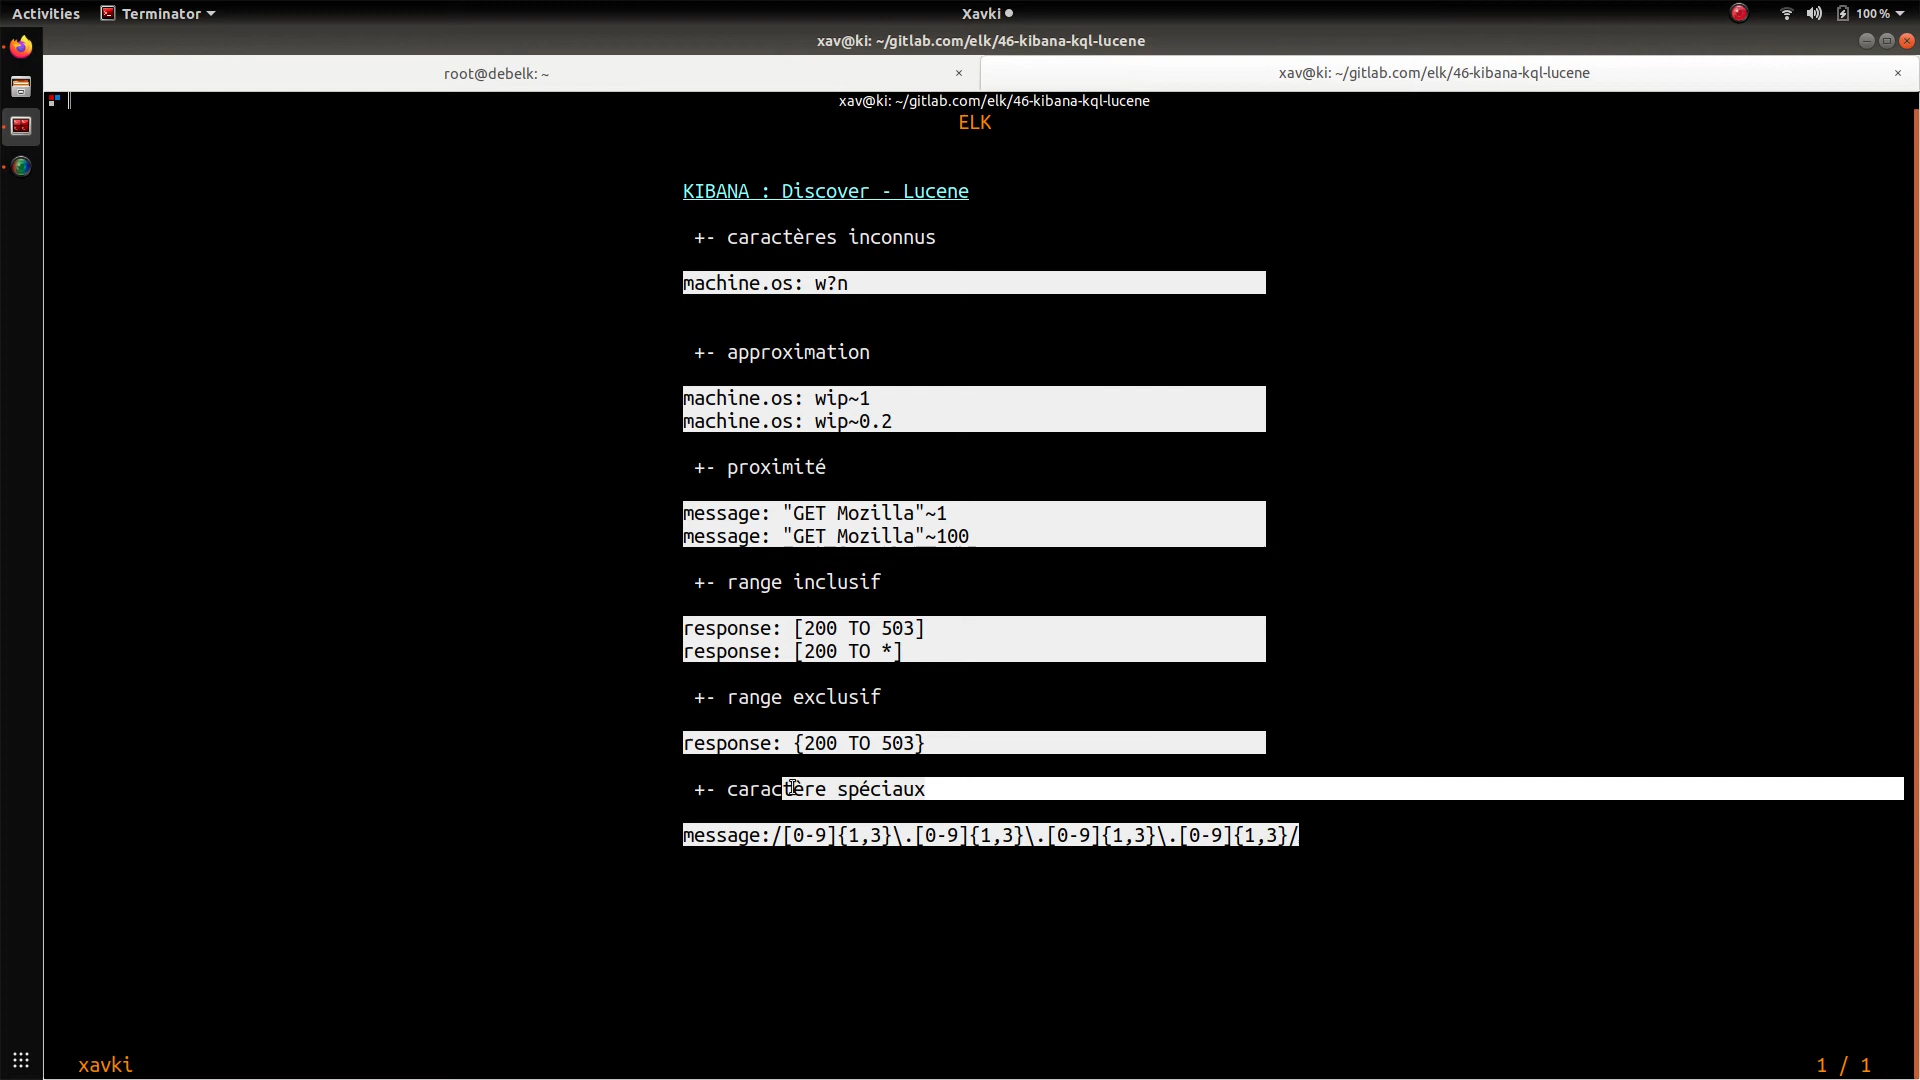 Activities Terminator Xavki 100%
xav@ki: ~/gitlab.com/elk/46-kibana-kql-lucene
root@debelk: ~ × xav@ki: ~/gitlab.com/elk/46-kibana-kql-lucene ×
xav@ki: ~/gitlab.com/elk/46-kibana-kql-lucene
ELK
KIBANA : Discover - Lucene
+- caractères inconnus
machine.os: w?n
+- approximation
machine.os: wip~1
machine.os: wip~0.2
+- proximité
message: "GET Mozilla"~1
message: "GET Mozilla"~100
+- range inclusif
response: [200 TO 503]
response: [200 TO *]
+- range exclusif
response: {200 TO 503}
+- caractère spéciaux
message:/[0-9]{1,3}\.[0-9]{1,3}\.[0-9]{1,3}\.[0-9]{1,3}/
xavki 1 / 1